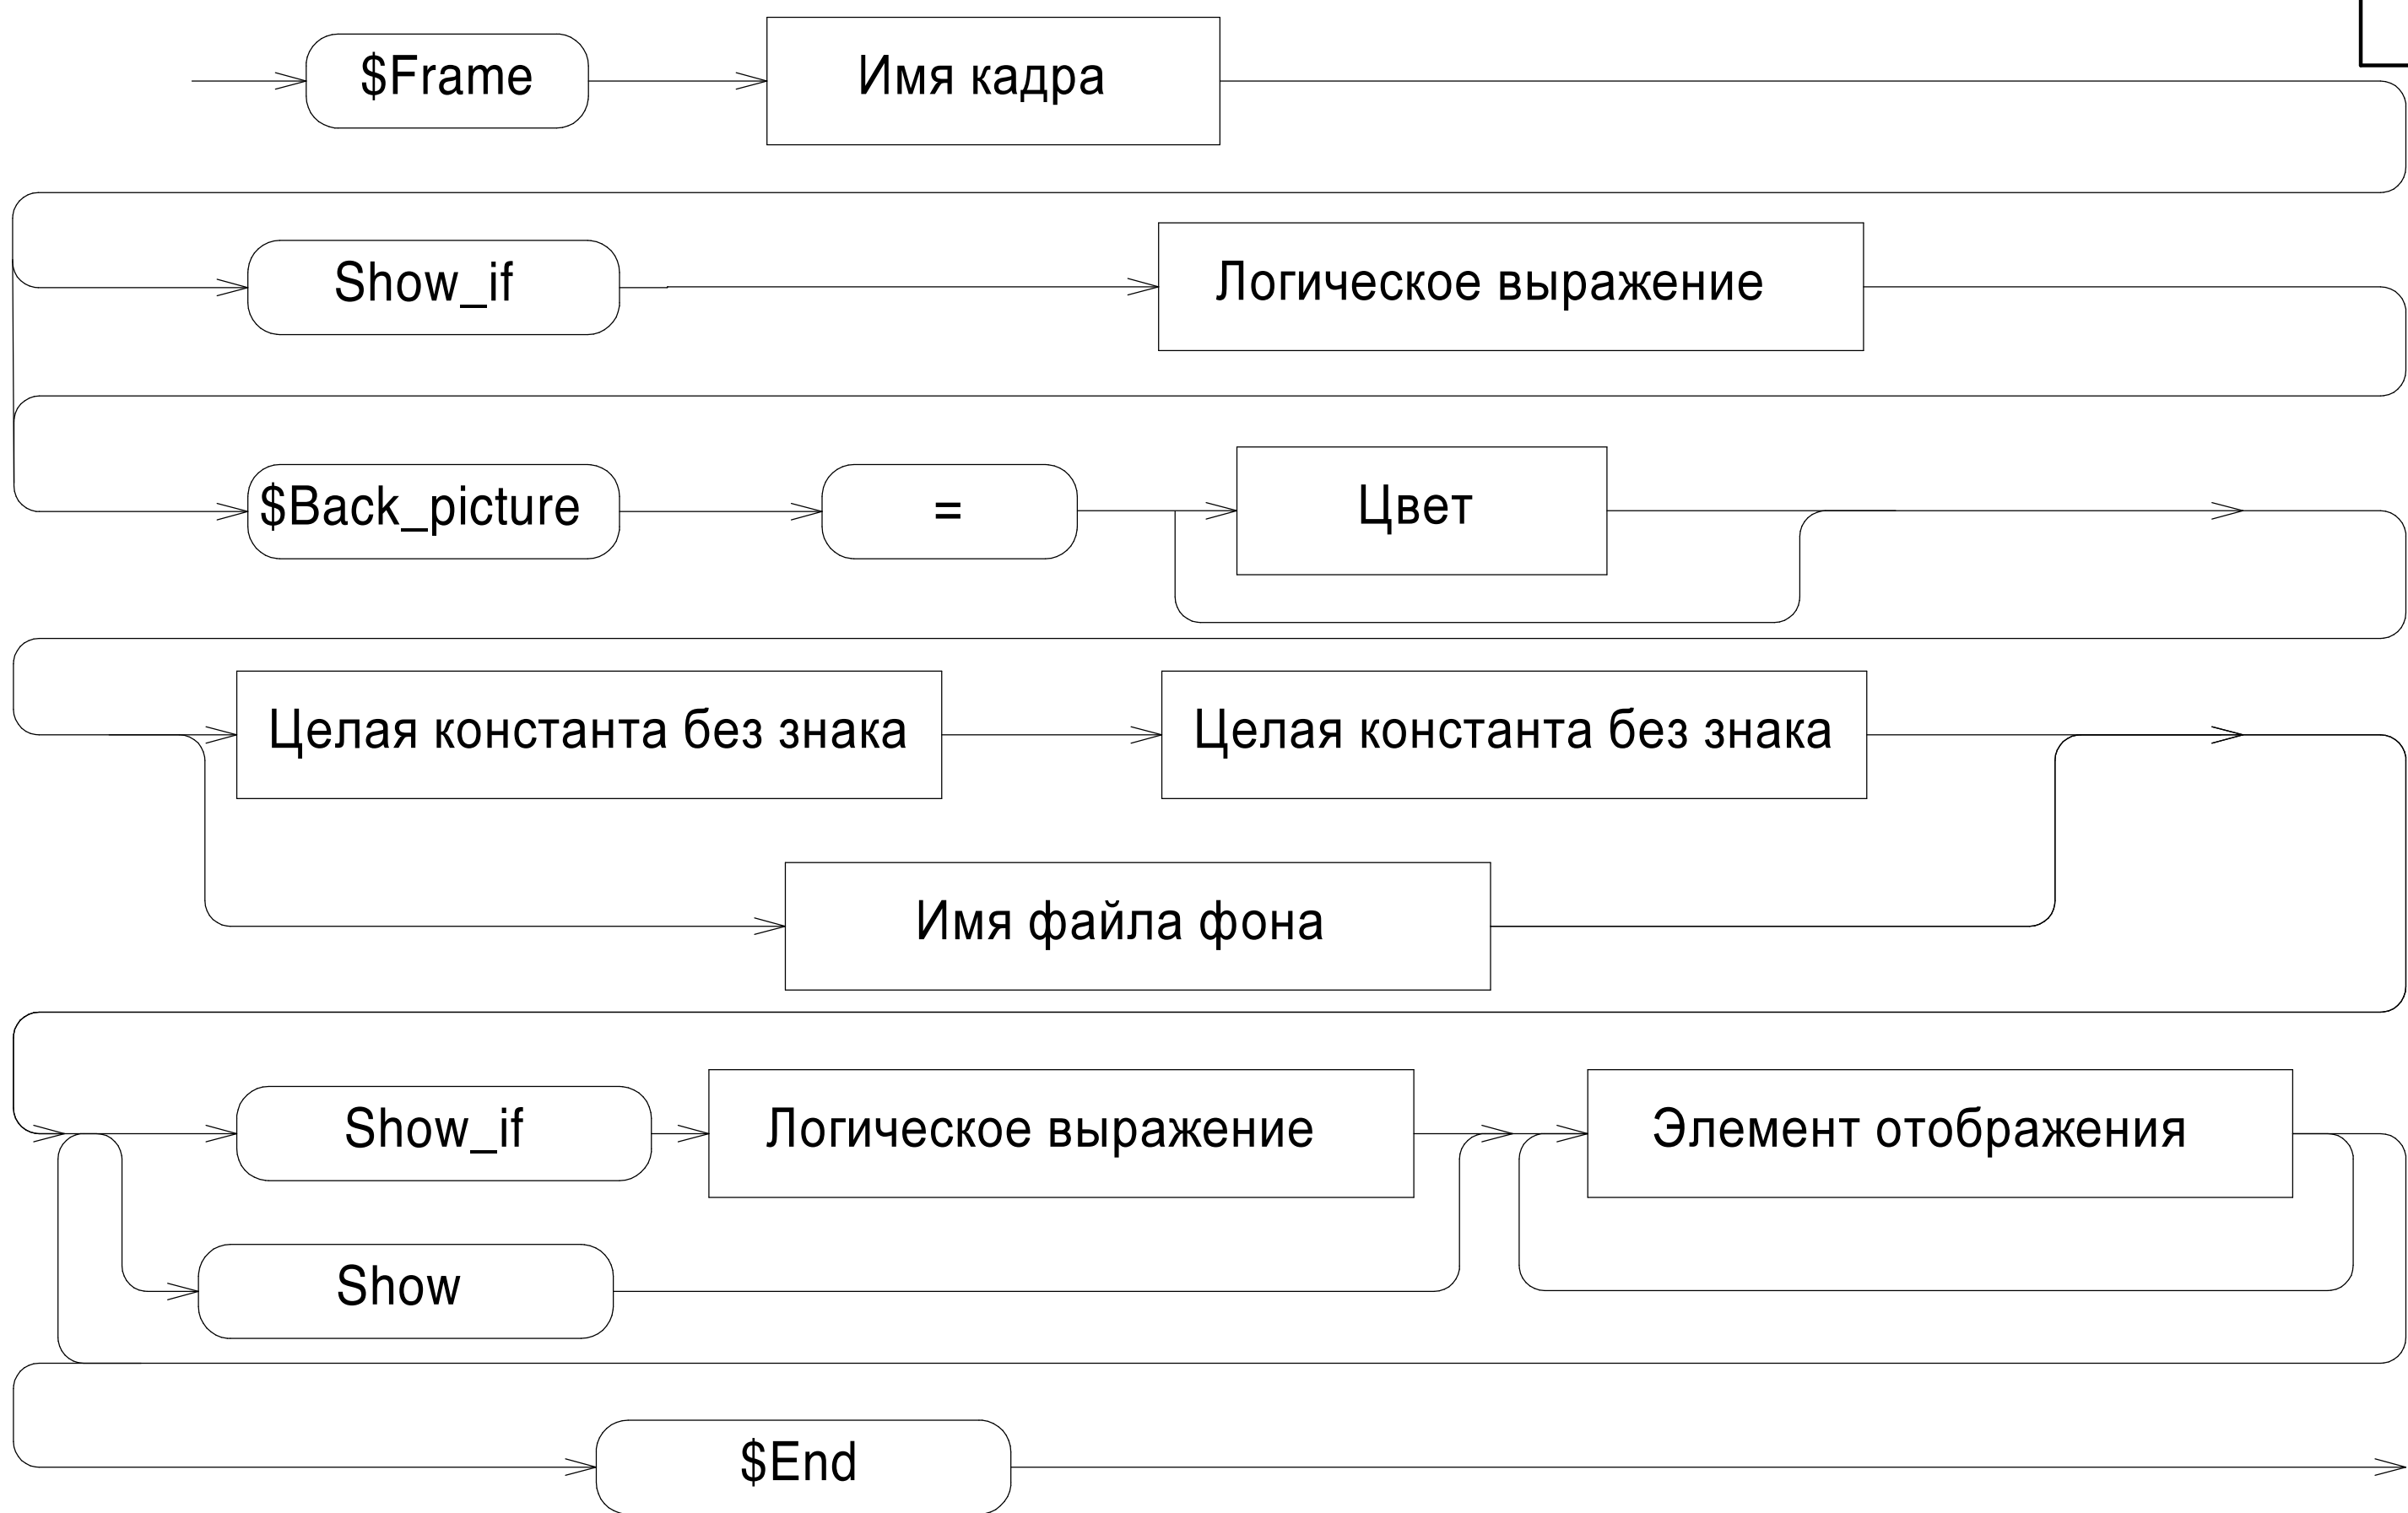 $Frame Имя кадра
Show_if Логическое выражение
$Back_picture = Цвет
Целая константа без знака Целая константа без знака
Имя файла фона
Show_if Логическое выражение Элемент отображения
Show
$End